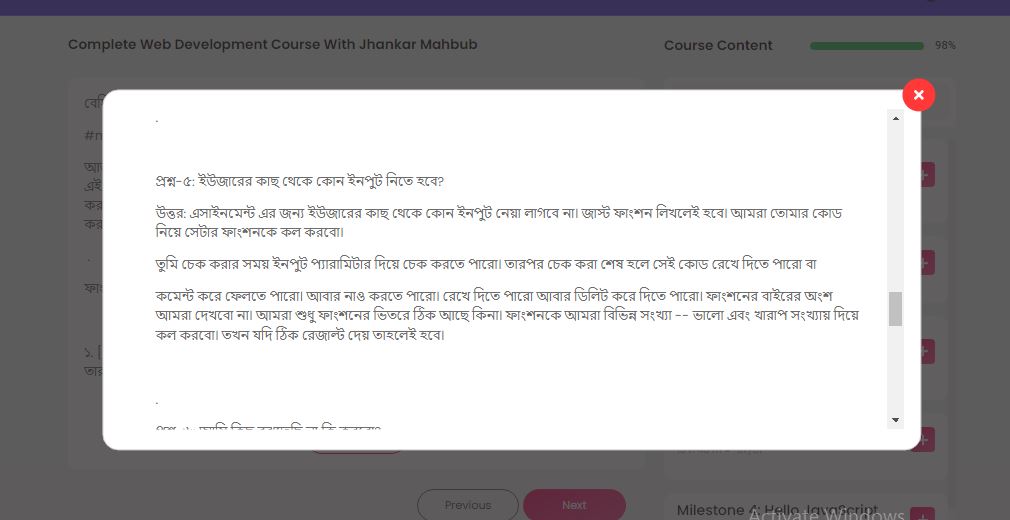 Complete Web Development Course With Jhankar Mahbub
Course Content
98%
.
প্রশ্ন-৫: ইউজারের কাছ থেকে কোন ইনপুট নিতে হবে?
উত্তর: এসাইনমেন্ট এর জন্য ইউজারের কাছ থেকে কোন ইনপুট নেয়া লাগবে না। জাস্ট ফাংশন লিখলেই হবে। আমরা তোমার কোড
নিয়ে সেটার ফাংশনকে কল করবো।
তুমি চেক করার সময় ইনপুট প্যারামিটার দিয়ে চেক করতে পারো। তারপর চেক করা শেষ হলে সেই কোড রেখে দিতে পারো বা
কমেন্ট করে ফেলতে পারো। আবার নাও করতে পারো। রেখে দিতে পারো আবার ডিলিট করে দিতে পারো। ফাংশনের বাইরের অংশ
আমরা দেখবো না। আমরা শুধু ফাংশনের ভিতরে ঠিক আছে কিনা। ফাংশনকে আমরা বিভিন্ন সংখ্যা -- ভালো এবং খারাপ সংখ্যায় দিয়ে
কল করবো। তখন যদি ঠিক রেজাল্ট দেয় তাহলেই হবে।
.
Previous
Next
Milestone 4: Hello JavaScript
Activate Windows